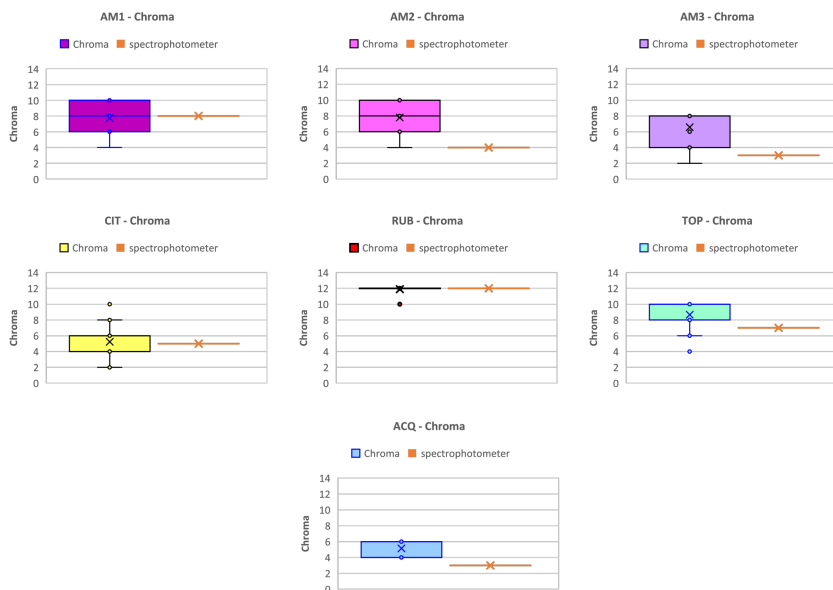 AM1 - Chroma
Chroma spectrophotometer
Chroma
14
12
10
8
6
4
2
0
AM2 - Chroma
Chroma spectrophotometer
Chroma
14
12
10
8
6
4
2
0
AM3 - Chroma
Chroma spectrophotometer
Chroma
14
12
10
8
6
4
2
0
CIT - Chroma
Chroma spectrophotometer
Chroma
14
12
10
8
6
4
2
0
RUB - Chroma
Chroma spectrophotometer
Chroma
14
12
10
8
6
4
2
0
TOP - Chroma
Chroma spectrophotometer
Chroma
14
12
10
8
6
4
2
0
ACQ - Chroma
Chroma spectrophotometer
Chroma
14
12
10
8
6
4
2
0